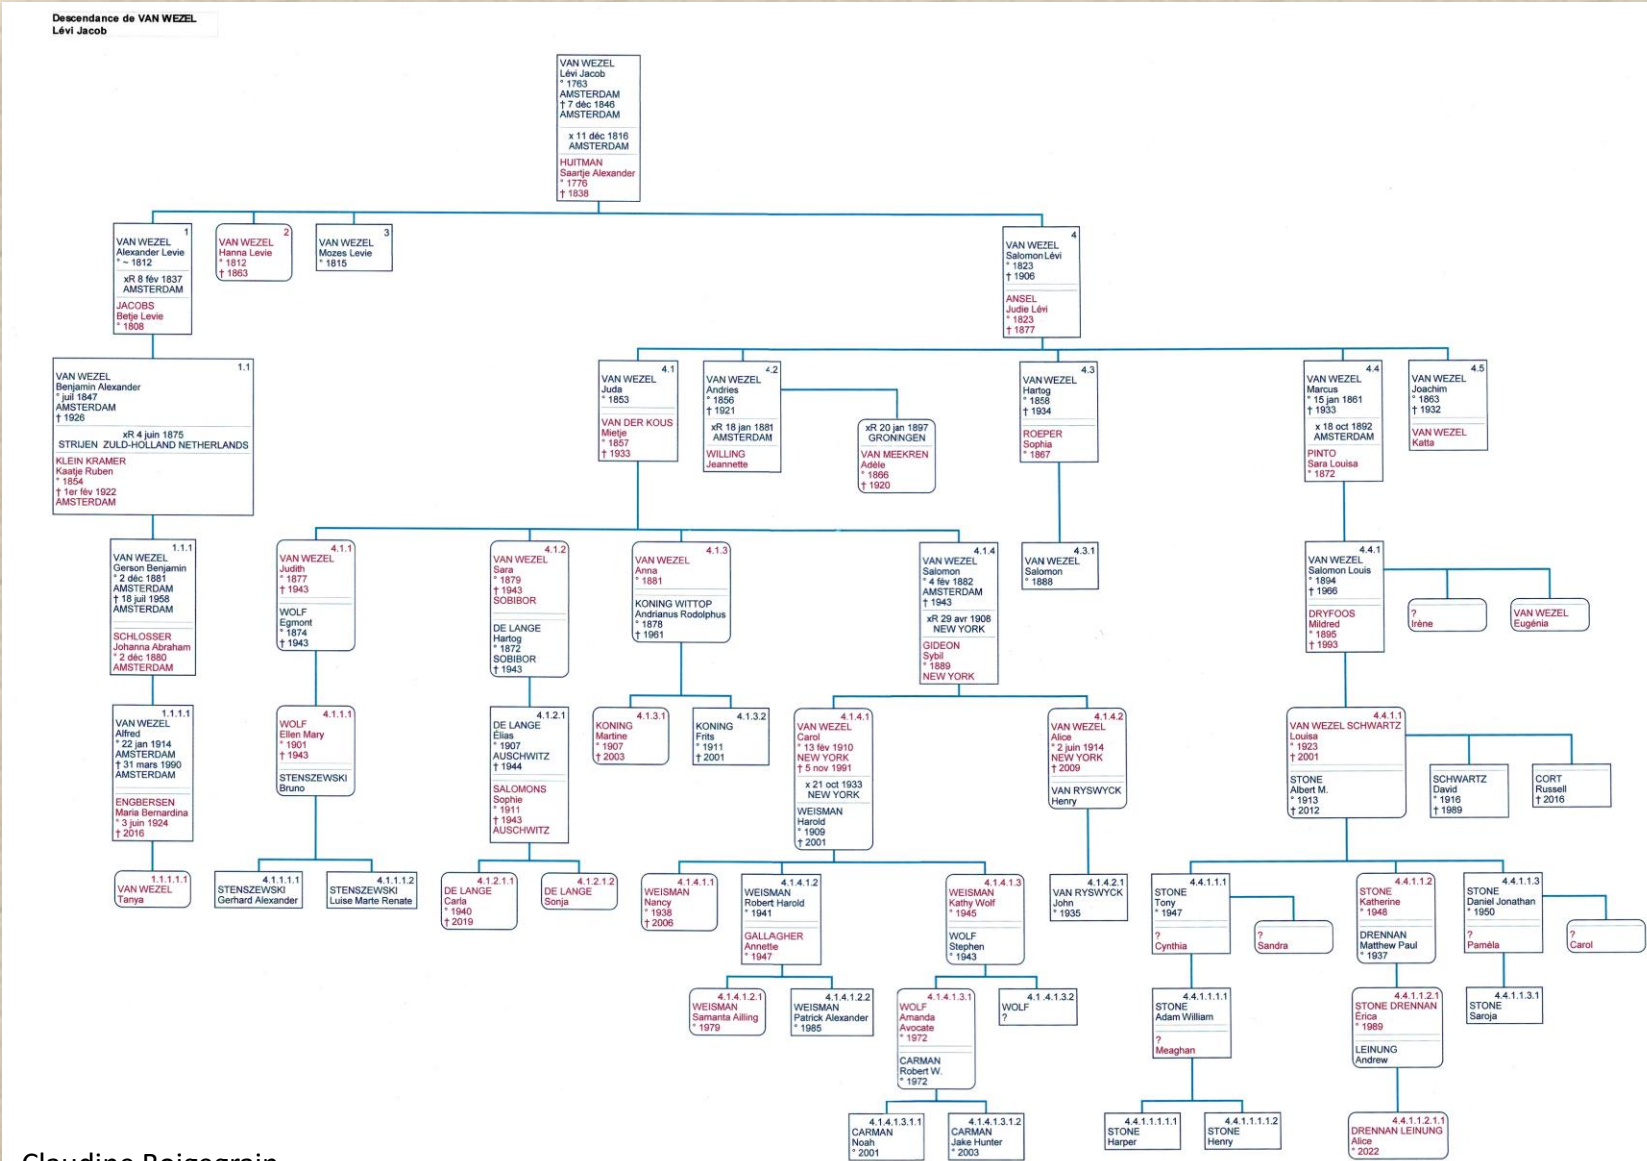 Descendance de VAN WEZEL
Lévi Jacob
VAN WEZEL
Lévi Jacob
° 1763
AMSTERDAM
† 7 déc 1846
AMSTERDAM
x 11 déc 1816
AMSTERDAM
HUITMAN
Saartje Alexander
° 1776
† 1838
1
VAN WEZEL
Alexander Levie
° ~ 1812
xR 8 fév 1837
AMSTERDAM
JACOBS
Betje Levie
° 1808
2
VAN WEZEL
Hanna Levie
° 1812
† 1863
3
VAN WEZEL
Mozes Levie
° 1815
4
VAN WEZEL
Salomon Lévi
° 1823
† 1906
ANSEL
Judie Lévi
° 1823
† 1877
1.1
VAN WEZEL
Benjamin Alexander
° juil 1847
AMSTERDAM
† 1926
xR 4 juin 1875
STRIJEN ZULD-HOLLAND NETHERLANDS
KLEIN KRAMER
Kaatje Ruben
° 1854
† 1er fév 1922
AMSTERDAM
4.1
VAN WEZEL
Juda
° 1853
VAN DER KOUS
Mietje
° 1857
† 1933
4.2
VAN WEZEL
Andries
° 1856
† 1921
xR 18 jan 1881
AMSTERDAM
WILLING
Jeannette
xR 20 jan 1897
GRONINGEN
VAN MEEKREN
Adèle
° 1866
† 1920
4.3
VAN WEZEL
Hartog
° 1858
† 1934
ROEPER
Sophia
° 1867
4.4
VAN WEZEL
Marcus
° 15 jan 1861
† 1933
x 18 oct 1892
AMSTERDAM
PINTO
Sara Louisa
° 1872
4.5
VAN WEZEL
Joachim
° 1863
† 1932
VAN WEZEL
Katta
1.1.1
VAN WEZEL
Gerson Benjamin
° 2 déc 1881
AMSTERDAM
† 18 juil 1958
AMSTERDAM
SCHLOSSER
Johanna Abraham
° 2 déc 1880
AMSTERDAM
4.1.1
VAN WEZEL
Judith
° 1877
† 1943
WOLF
Egmont
° 1874
† 1943
4.1.2
VAN WEZEL
Sara
° 1879
† 1943
SOBIBOR
DE LANGE
Hartog
° 1872
SOBIBOR
† 1943
4.1.3
VAN WEZEL
Anna
° 1881
KONING WITTOP
Andrianus Rodolphus
° 1878
† 1961
4.1.4
VAN WEZEL
Salomon
° 4 fév 1882
AMSTERDAM
† 1943
xR 29 avr 1908
NEW YORK
GIDEON
Sybil
° 1889
NEW YORK
4.3.1
VAN WEZEL
Salomon
° 1888
4.4.1
VAN WEZEL
Salomon Louis
° 1894
† 1966
DRYFOOS
Mildred
° 1895
† 1993
?
Irène
VAN WEZEL
Eugénia
1.1.1.1
VAN WEZEL
Alfred
° 22 jan 1914
AMSTERDAM
† 31 mars 1990
AMSTERDAM
ENGBERSEN
Maria Bernardina
° 3 juin 1924
† 2016
4.1.1.1
WOLF
Ellen Mary
° 1901
† 1943
STENSZEWSKI
Bruno
4.1.2.1
DE LANGE
Élias
° 1907
AUSCHWITZ
† 1944
SALOMONS
Sophie
° 1911
† 1943
AUSCHWITZ
4.1.3.1
KONING
Martine
° 1907
† 2003
4.1.3.2
KONING
Frits
° 1911
† 2001
4.1.4.1
VAN WEZEL
Carol
° 13 fév 1910
NEW YORK
† 5 nov 1991
x 21 oct 1933
NEW YORK
WEISMAN
Harold
° 1909
† 2001
4.1.4.2
VAN WEZEL
Alice
° 2 juin 1914
NEW YORK
† 2009
VAN RYSWYCK
Henry
4.4.1.1
VAN WEZEL SCHWARTZ
Louisa
° 1923
† 2001
STONE
Albert M.
° 1913
† 2012
SCHWARTZ
David
° 1916
† 1989
CORT
Russell
† 2016
1.1.1.1.1
VAN WEZEL
Tanya
4.1.1.1.1
STENSZEWSKI
Gerhard Alexander
4.1.1.1.2
STENSZEWSKI
Luise Marte Renate
4.1.2.1.1
DE LANGE
Carla
° 1940
† 2019
4.1.2.1.2
DE LANGE
Sonja
4.1.4.1.1
WEISMAN
Nancy
° 1938
† 2006
4.1.4.1.2
WEISMAN
Robert Harold
° 1941
GALLAGHER
Annette
° 1947
4.1.4.1.3
WEISMAN
Kathy Wolf
° 1945
WOLF
Stephen
° 1943
4.1.4.2.1
VAN RYSWYCK
John
° 1935
4.4.1.1.1
STONE
Tony
° 1947
?
Cynthia
?
Sandra
4.4.1.1.2
STONE
Katherine
° 1948
DRENNAN
Matthew Paul
° 1937
4.4.1.1.3
STONE
Daniel Jonathan
° 1950
?
Paméla
?
Carol
4.1.4.1.2.1
WEISMAN
Samanta Ailling
° 1979
4.1.4.1.2.2
WEISMAN
Patrick Alexander
° 1985
4.1.4.1.3.1
WOLF
Amanda
Avocate
° 1972
CARMAN
Robert W.
° 1972
4.1.4.1.3.2
WOLF
?
4.4.1.1.1.1
STONE
Adam William
?
Meaghan
4.4.1.1.2.1
STONE DRENNAN
Érica
° 1989
LEINUNG
Andrew
4.4.1.1.3.1
STONE
Saroja
4.1.4.1.3.1.1
CARMAN
Noah
° 2001
4.1.4.1.3.1.2
CARMAN
Jake Hunter
° 2003
4.4.1.1.1.1.1
STONE
Harper
4.4.1.1.1.1.2
STONE
Henry
4.4.1.1.2.1.1
DRENNAN LEINUNG
Alice
° 2022